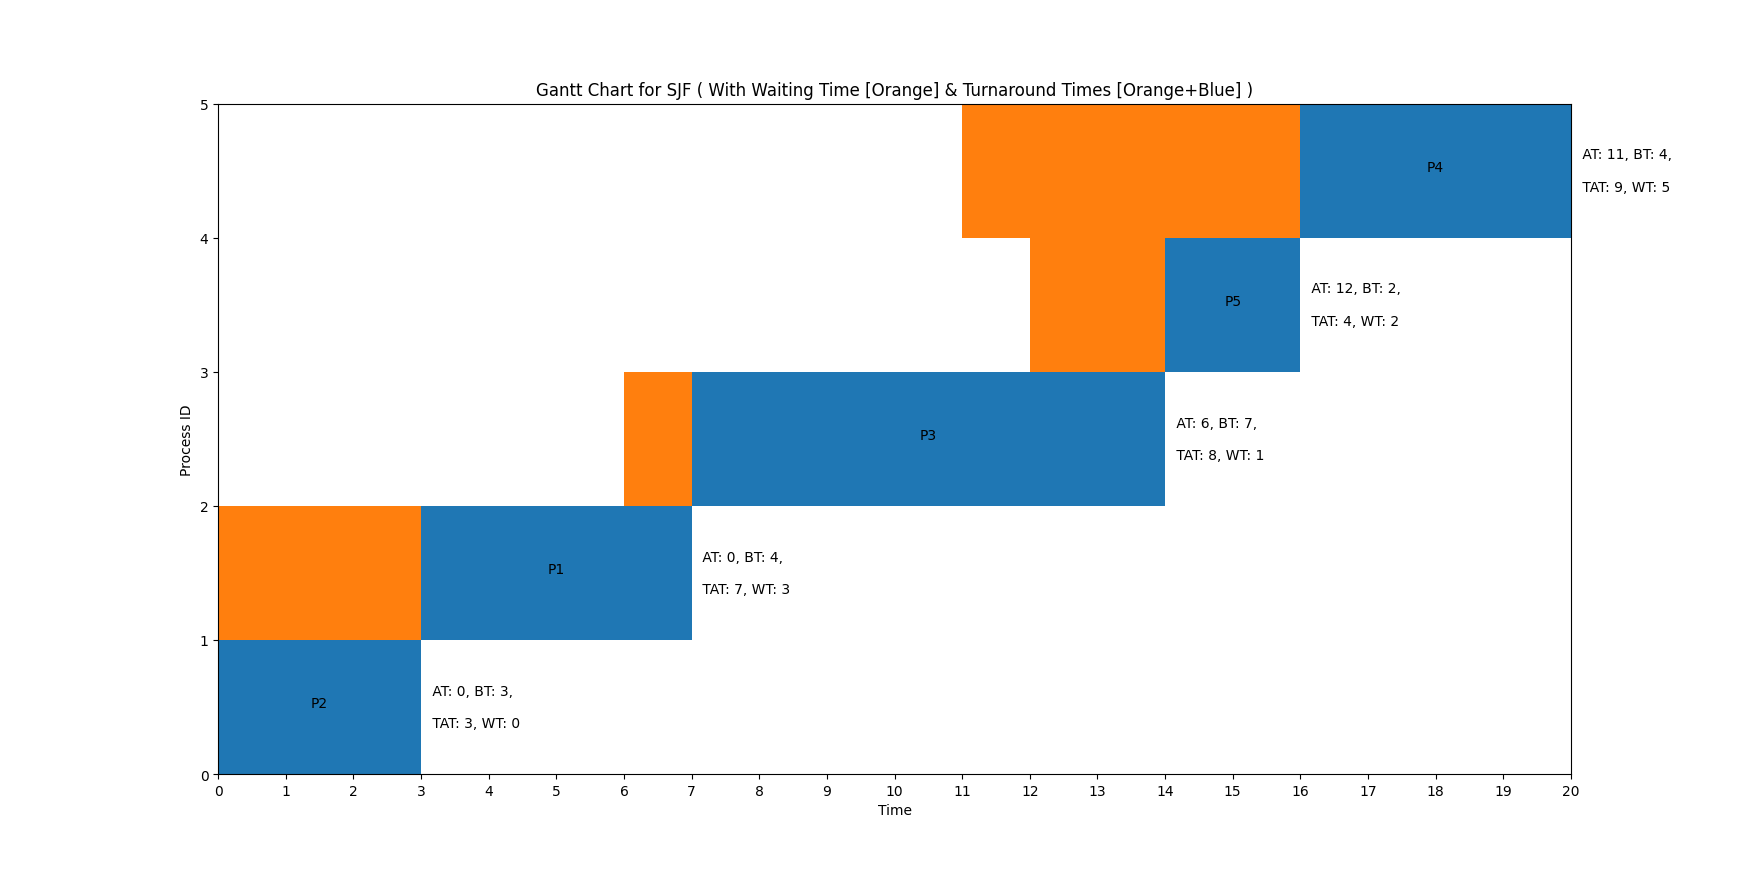 Gantt Chart for SJF ( With Waiting Time [Orange] & Turnaround Times [Orange+Blue] )
5
P4
AT: 11, BT: 4,
TAT: 9, WT: 5
4
P5
AT: 12, BT: 2,
TAT: 4, WT: 2
3
Process ID
P3
AT: 6, BT: 7,
TAT: 8, WT: 1
2
P1
AT: 0, BT: 4,
TAT: 7, WT: 3
1
P2
AT: 0, BT: 3,
TAT: 3, WT: 0
0
0 1 2 3 4 5 6 7 8 9 10 11 12 13 14 15 16 17 18 19 20
Time